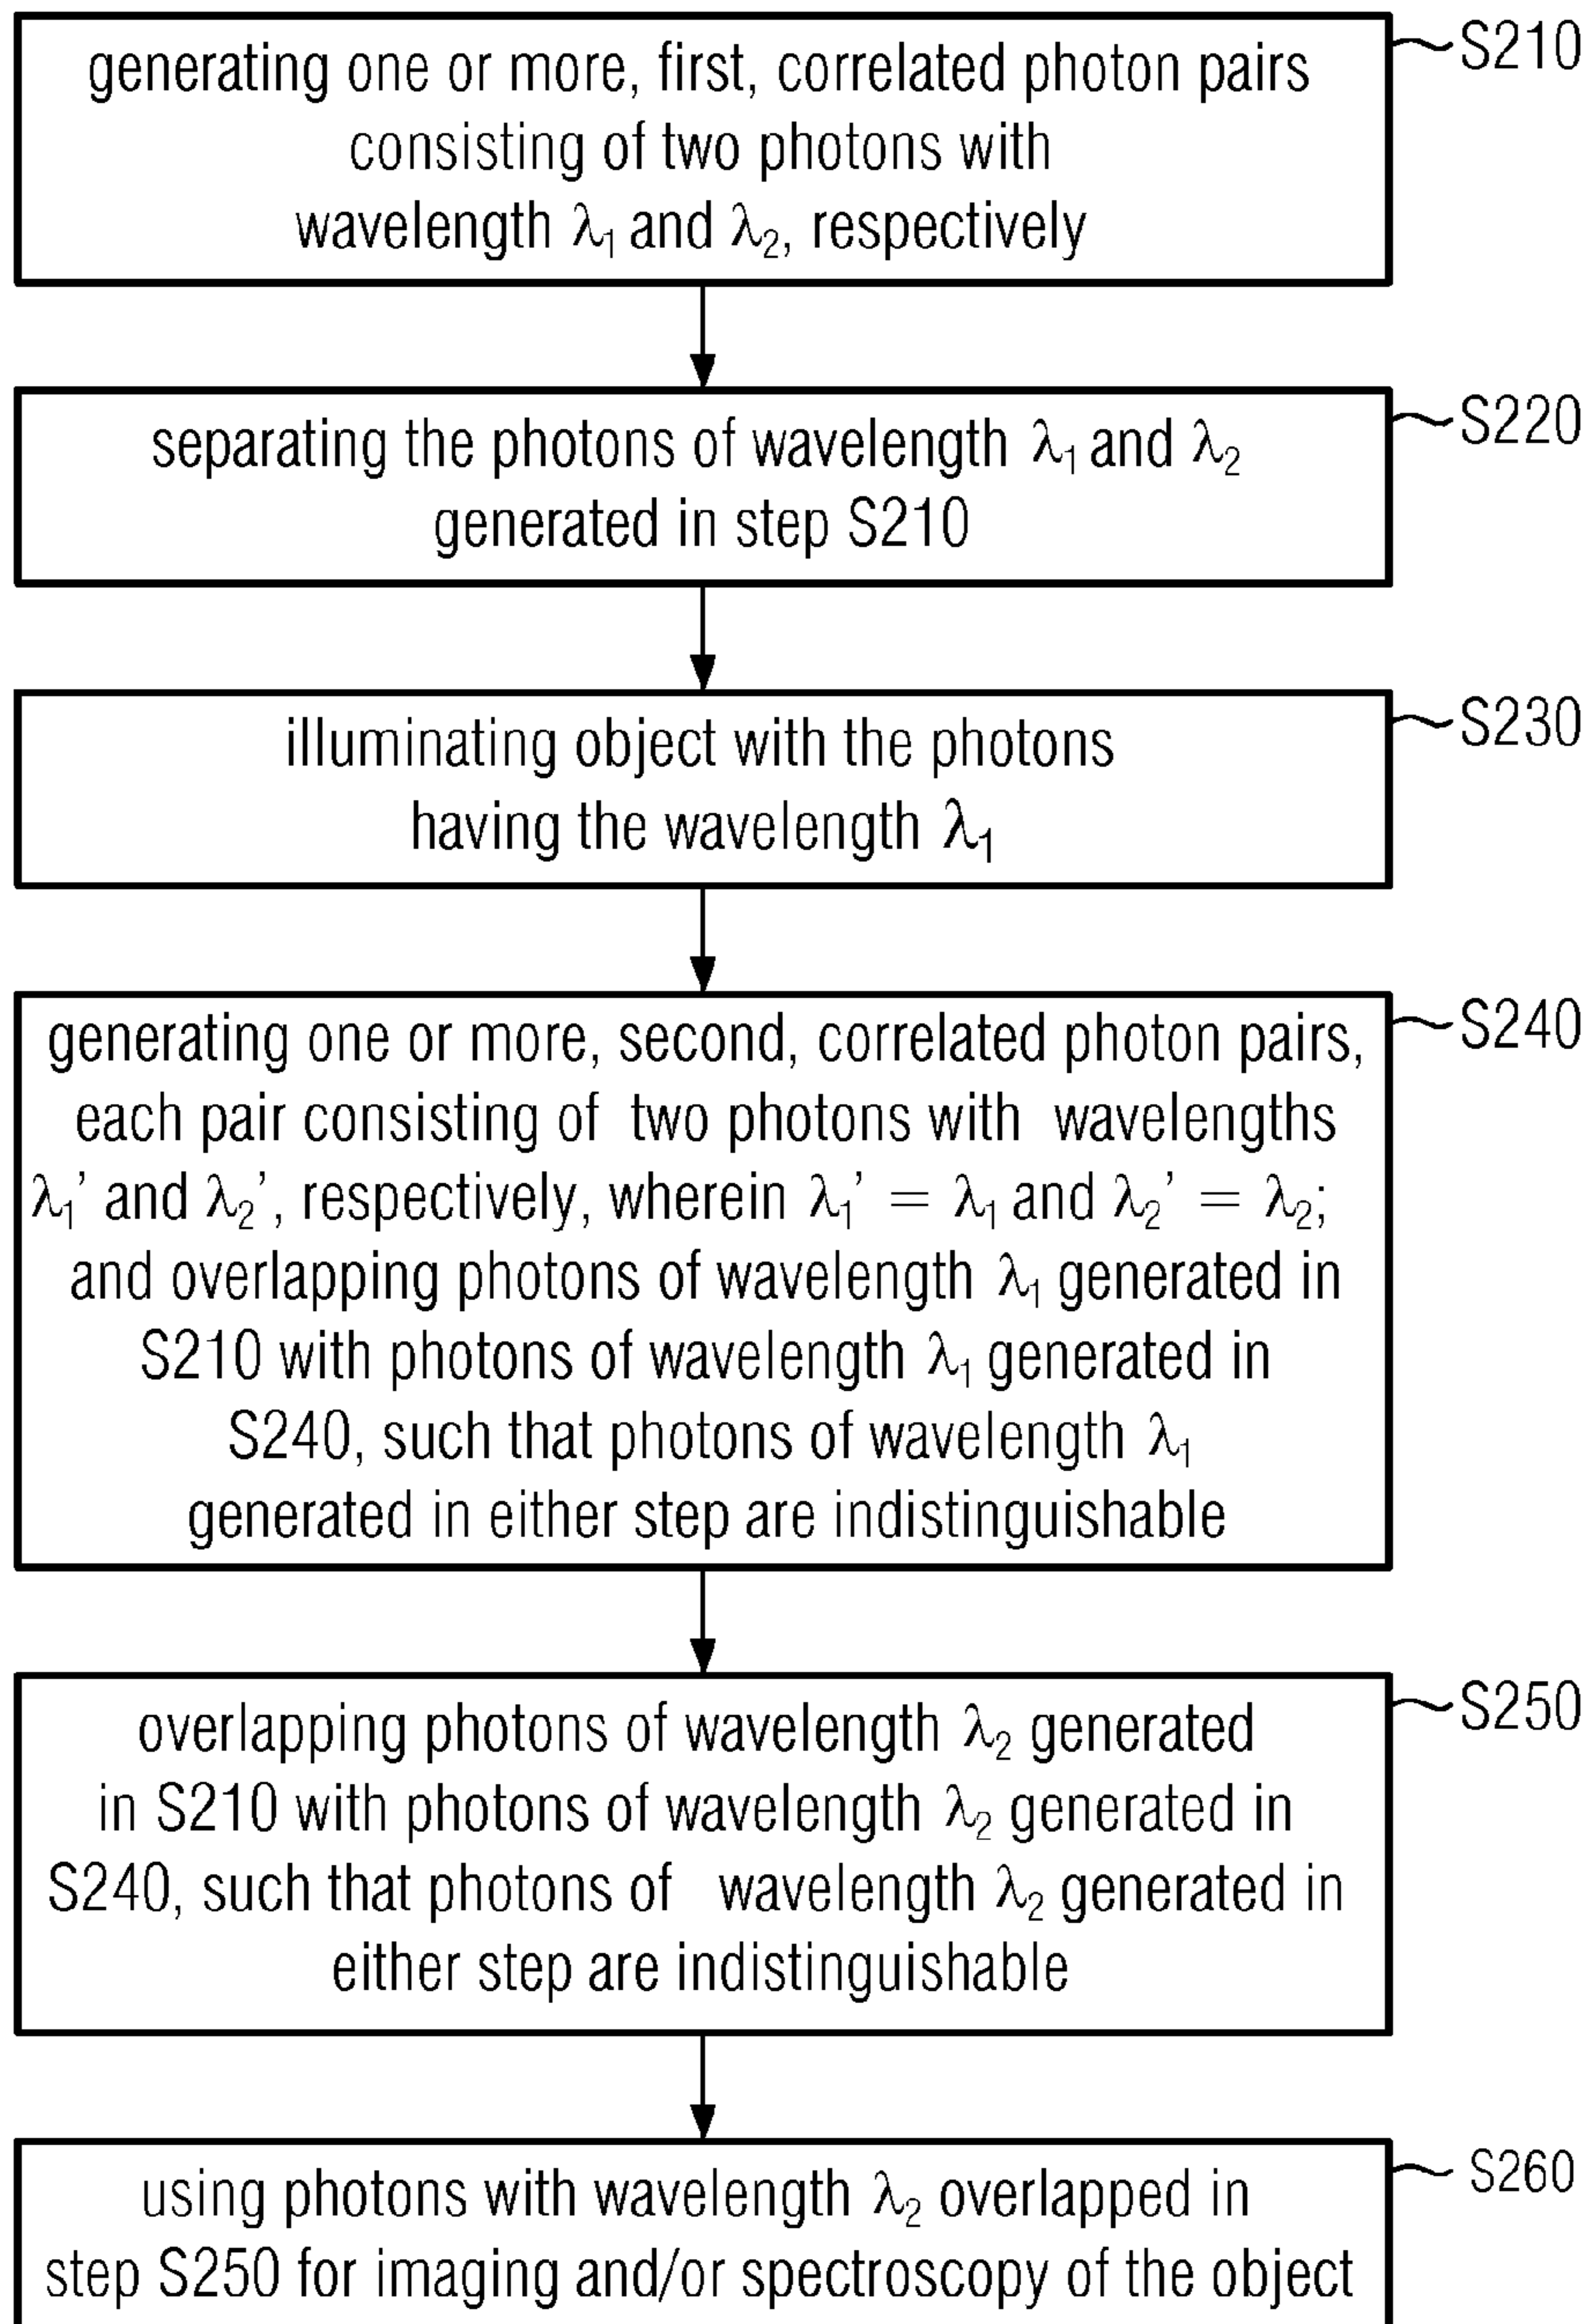 generating one or more, first, correlated photon pairs
consisting of two photons with
wavelength λ₁ and λ₂, respectively
S210
separating the photons of wavelength λ₁ and λ₂
generated in step S210
S220
illuminating object with the photons
having the wavelength λ₁
S230
generating one or more, second, correlated photon pairs,
each pair consisting of two photons with wavelengths
λ₁' and λ₂', respectively, wherein λ₁' = λ₁ and λ₂' = λ₂;
and overlapping photons of wavelength λ₁ generated in
S210 with photons of wavelength λ₁ generated in
S240, such that photons of wavelength λ₁
generated in either step are indistinguishable
S240
overlapping photons of wavelength λ₂ generated
in S210 with photons of wavelength λ₂ generated in
S240, such that photons of wavelength λ₂ generated in
either step are indistinguishable
S250
using photons with wavelength λ₂ overlapped in
step S250 for imaging and/or spectroscopy of the object
S260